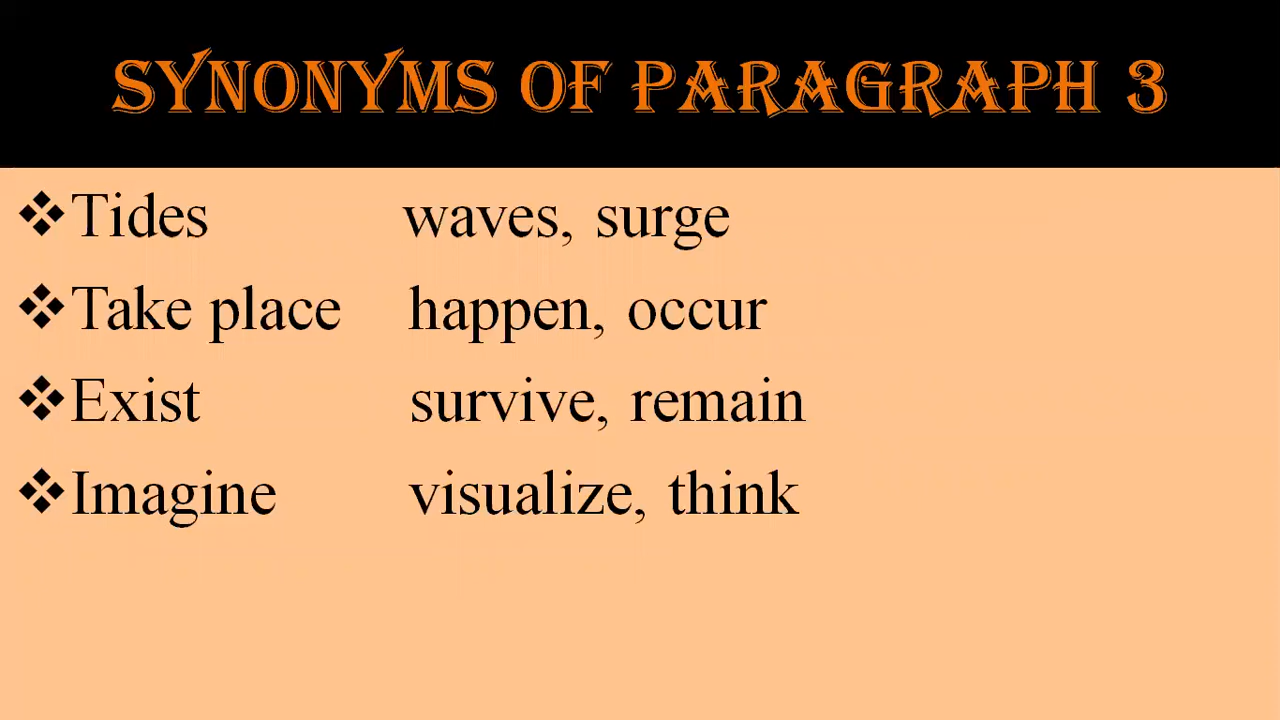 SYNONYMS OF PARAGRAPH 3
❖Tides waves, surge
❖Take place happen, occur
❖Exist survive, remain
❖Imagine visualize, think